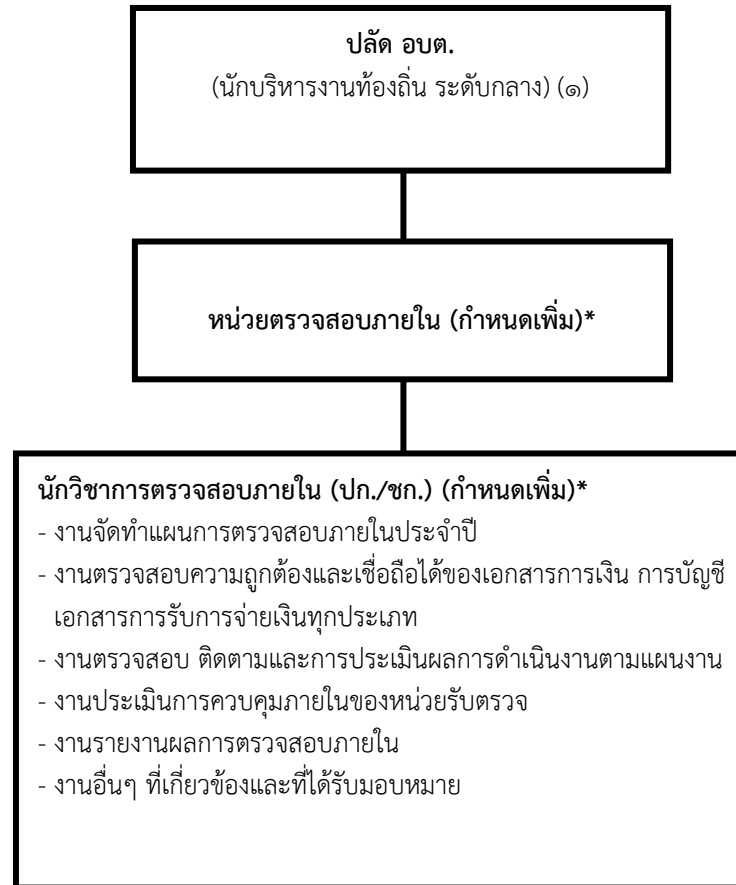 ปลัด อบต.
(นักบริหารงานท้องถิ่น ระดับกลาง) (๑)
หน่วยตรวจสอบภายใน (กำหนดเพิ่ม)*
นักวิชาการตรวจสอบภายใน (ปก./ชก.) (กำหนดเพิ่ม)*
- งานจัดทำแผนการตรวจสอบภายในประจำปี
- งานตรวจสอบความถูกต้องและเชื่อถือได้ของเอกสารการเงิน การบัญชี
เอกสารการรับการจ่ายเงินทุกประเภท
- งานตรวจสอบ ติดตามและการประเมินผลการดำเนินงานตามแผนงาน
- งานประเมินการควบคุมภายในของหน่วยรับตรวจ
- งานรายงานผลการตรวจสอบภายใน
- งานอื่นๆ ที่เกี่ยวข้องและที่ได้รับมอบหมาย